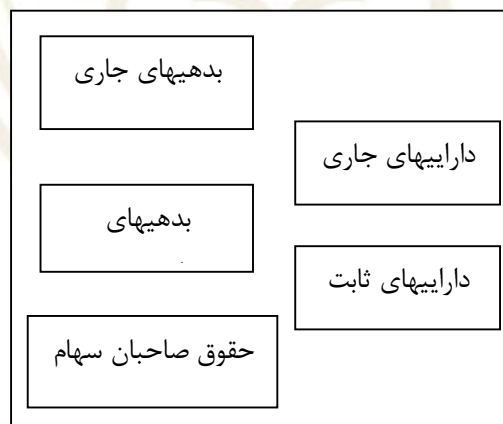 بدهیهای جاری
داراییهای جاری
بدهیهای
داراییهای ثابت
حقوق صاحبان سهام